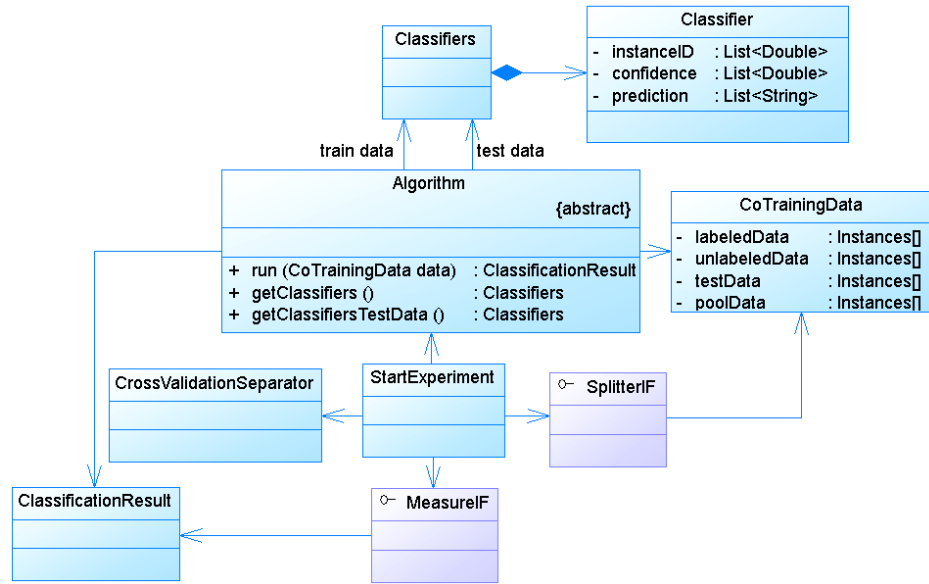 Classifiers
Classifier
- instanceID : List<Double>
- confidence : List<Double>
- prediction : List<String>
train data
test data
Algorithm
{abstract}
+ run (CoTrainingData data) : ClassificationResult
+ getClassifiers () : Classifiers
+ getClassifiersTestData () : Classifiers
CoTrainingData
- labeledData : Instances[]
- unlabeledData : Instances[]
- testData : Instances[]
- poolData : Instances[]
CrossValidationSeparator
StartExperiment
SplitterIF
ClassificationResult
MeasureIF